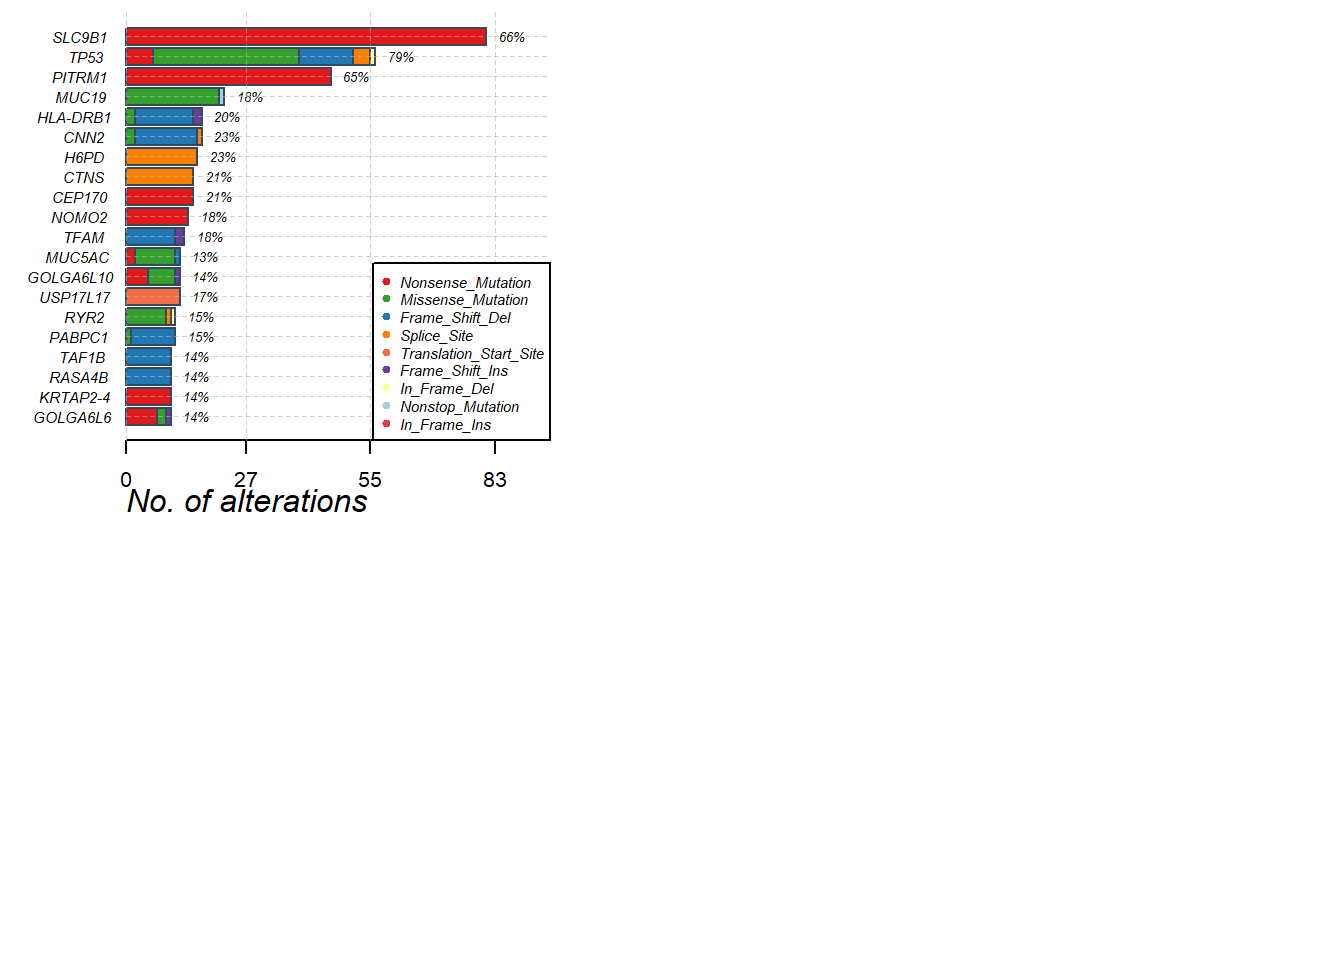 SLC9B1 66%
TP53 79%
PITRM1 65%
MUC19 18%
HLA-DRB1 20%
CNN2 23%
H6PD 23%
CTNS 21%
CEP170 21%
NOMO2 18%
TFAM 18%
MUC5AC 13%
GOLGA6L10 14%
USP17L17 17%
RYR2 15%
PABPC1 15%
TAF1B 14%
RASA4B 14%
KRTAP2-4 14%
GOLGA6L6 14%
Nonsense_Mutation
Missense_Mutation
Frame_Shift_Del
Splice_Site
Translation_Start_Site
Frame_Shift_Ins
In_Frame_Del
Nonstop_Mutation
In_Frame_Ins
0 27 55 83
No. of alterations